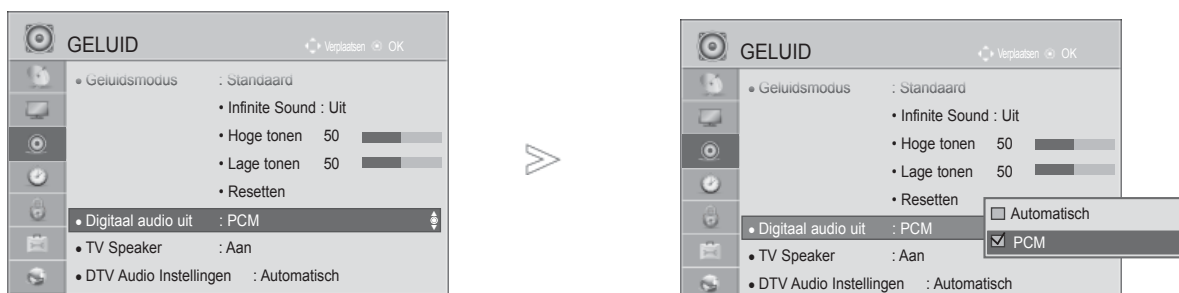 GELUID
Verplaatsen OK
• Geluidsmodus : Standaard
• Infinite Sound : Uit
• Hoge tonen 50
• Lage tonen 50
• Resetten
• Digitaal audio uit : PCM
• TV Speaker : Aan
• DTV Audio Instellingen : Automatisch
GELUID
Verplaatsen OK
• Geluidsmodus : Standaard
• Infinite Sound : Uit
• Hoge tonen 50
• Lage tonen 50
• Resetten
• Digitaal audio uit : PCM
Automatisch
PCM
• TV Speaker : Aan
• DTV Audio Instellingen : Automatisch